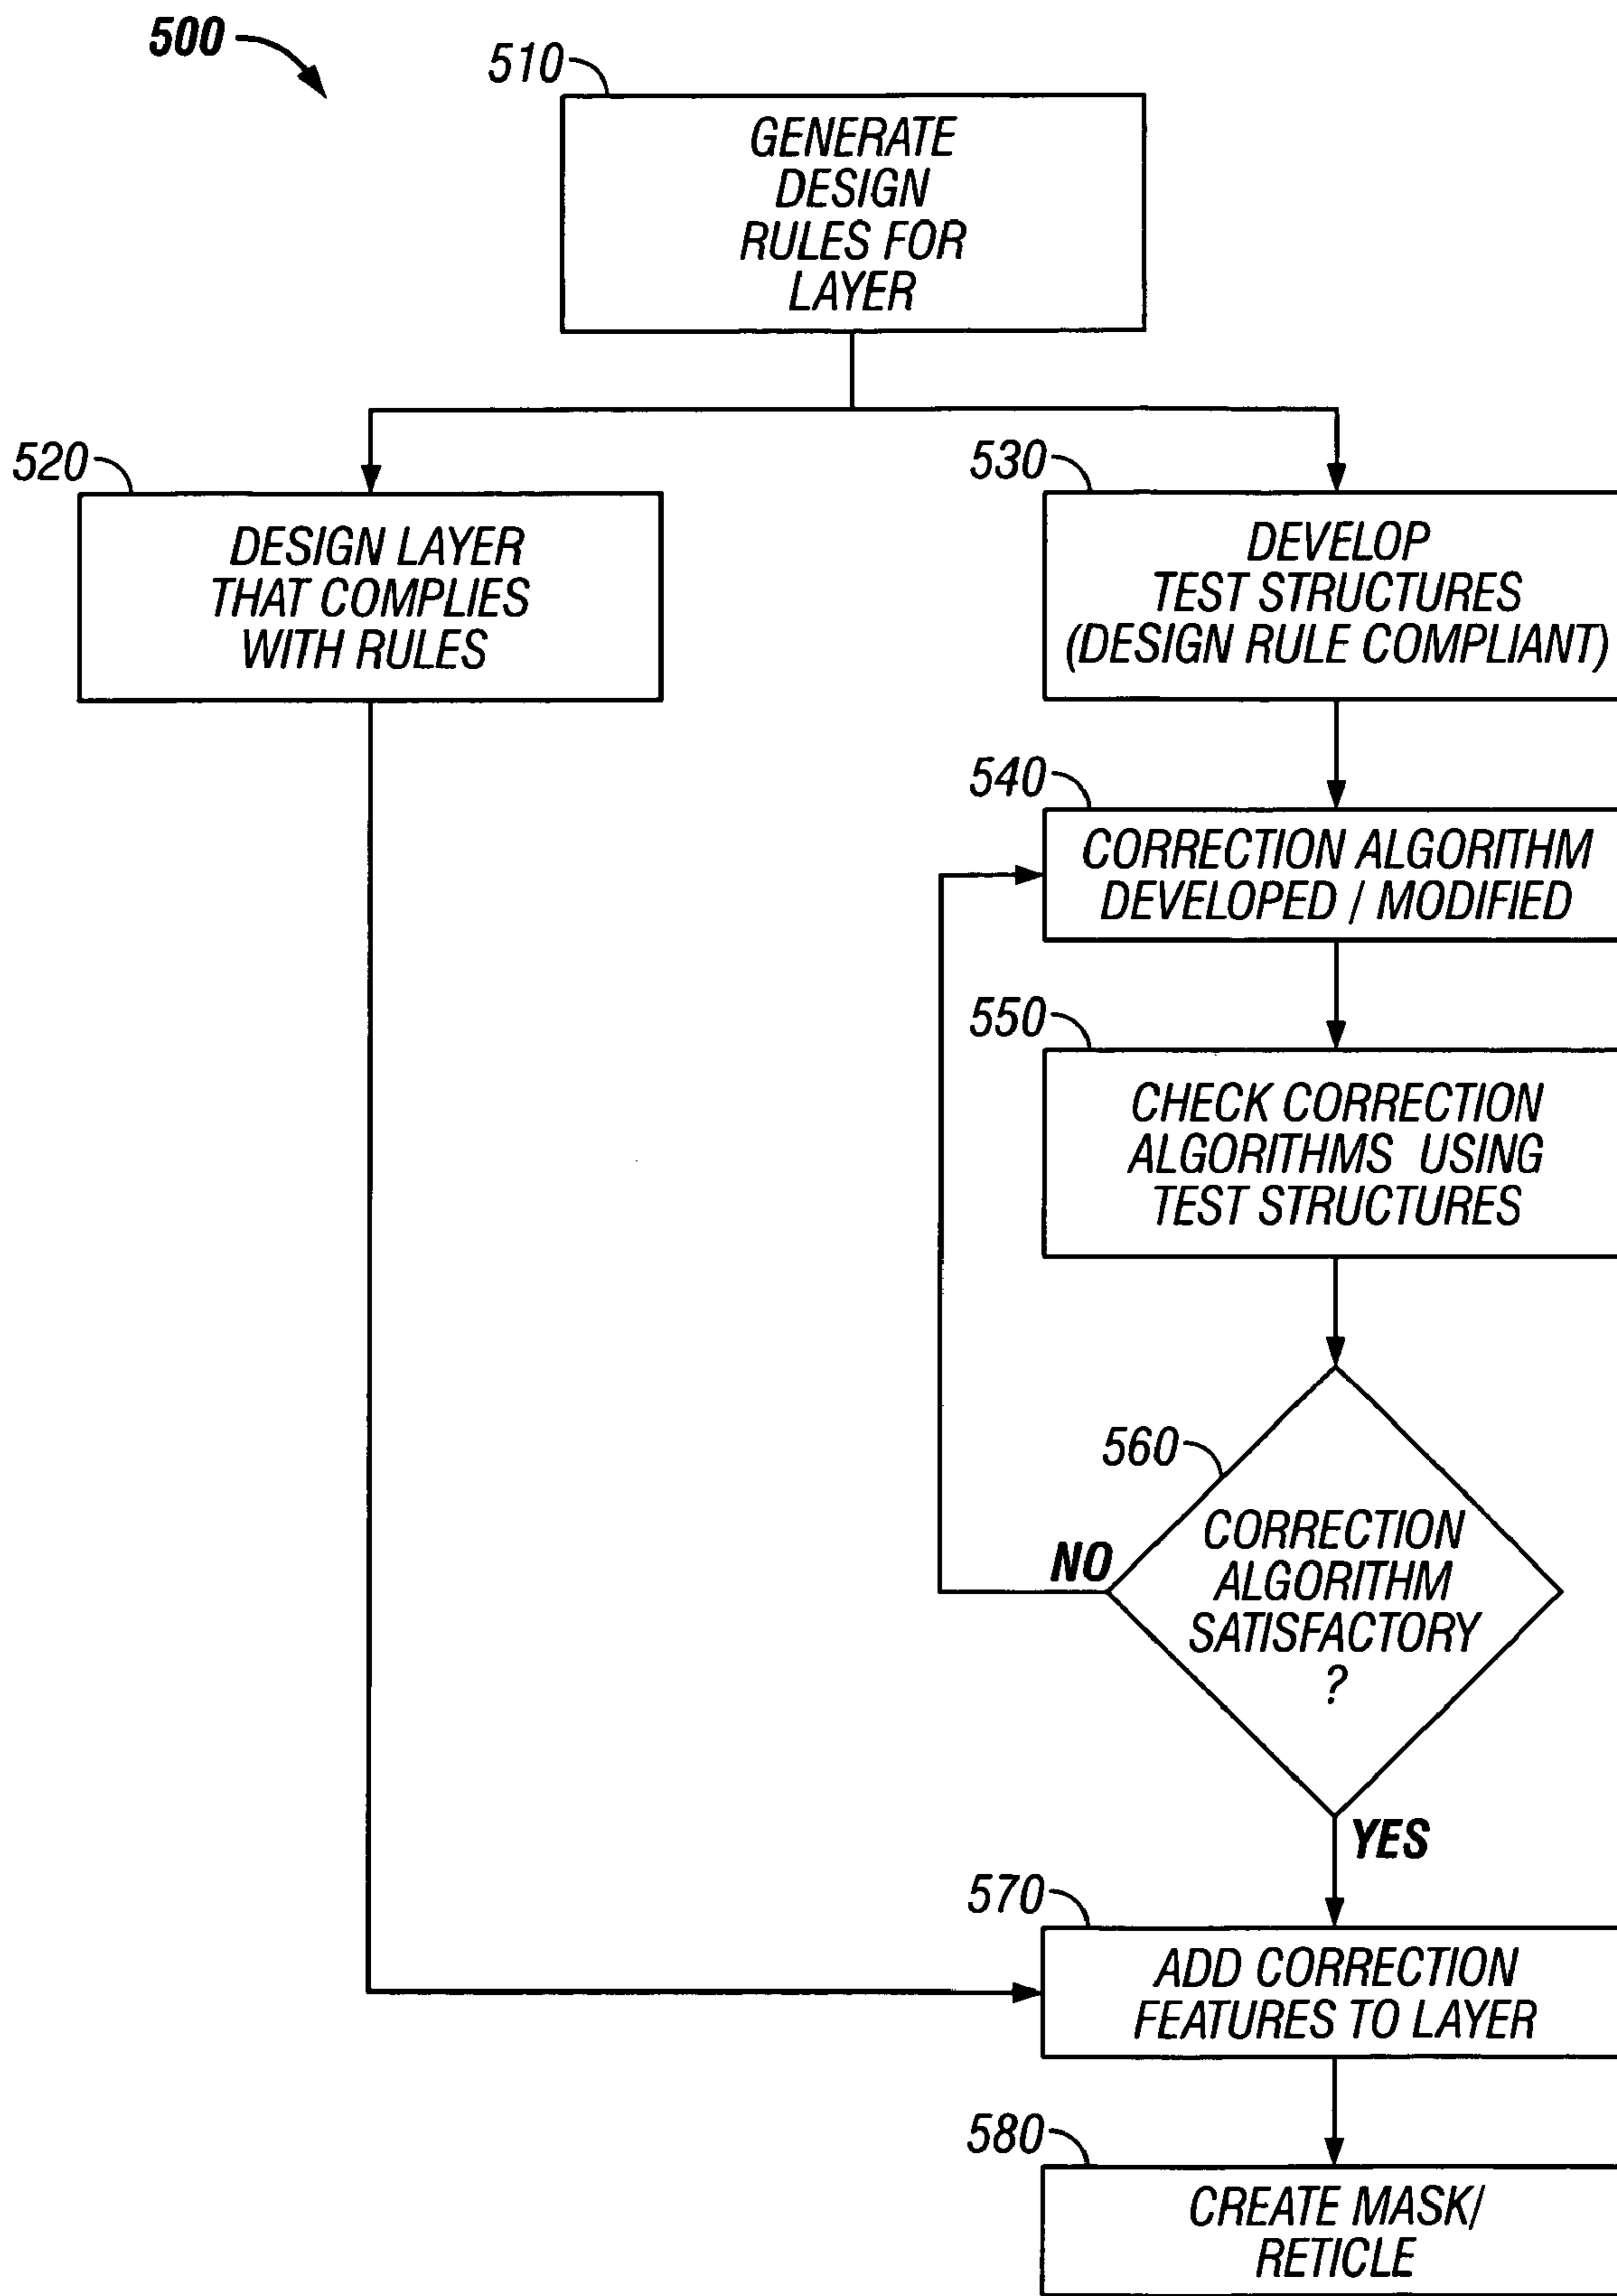 500
510
GENERATE
DESIGN
RULES FOR
LAYER
520
DESIGN LAYER
THAT COMPLIES
WITH RULES
530
DEVELOP
TEST STRUCTURES
(DESIGN RULE COMPLIANT)
540
CORRECTION ALGORITHM
DEVELOPED / MODIFIED
550
CHECK CORRECTION
ALGORITHMS USING
TEST STRUCTURES
560
CORRECTION
ALGORITHM
SATISFACTORY
?
NO
YES
570
ADD CORRECTION
FEATURES TO LAYER
580
CREATE MASK/
RETICLE